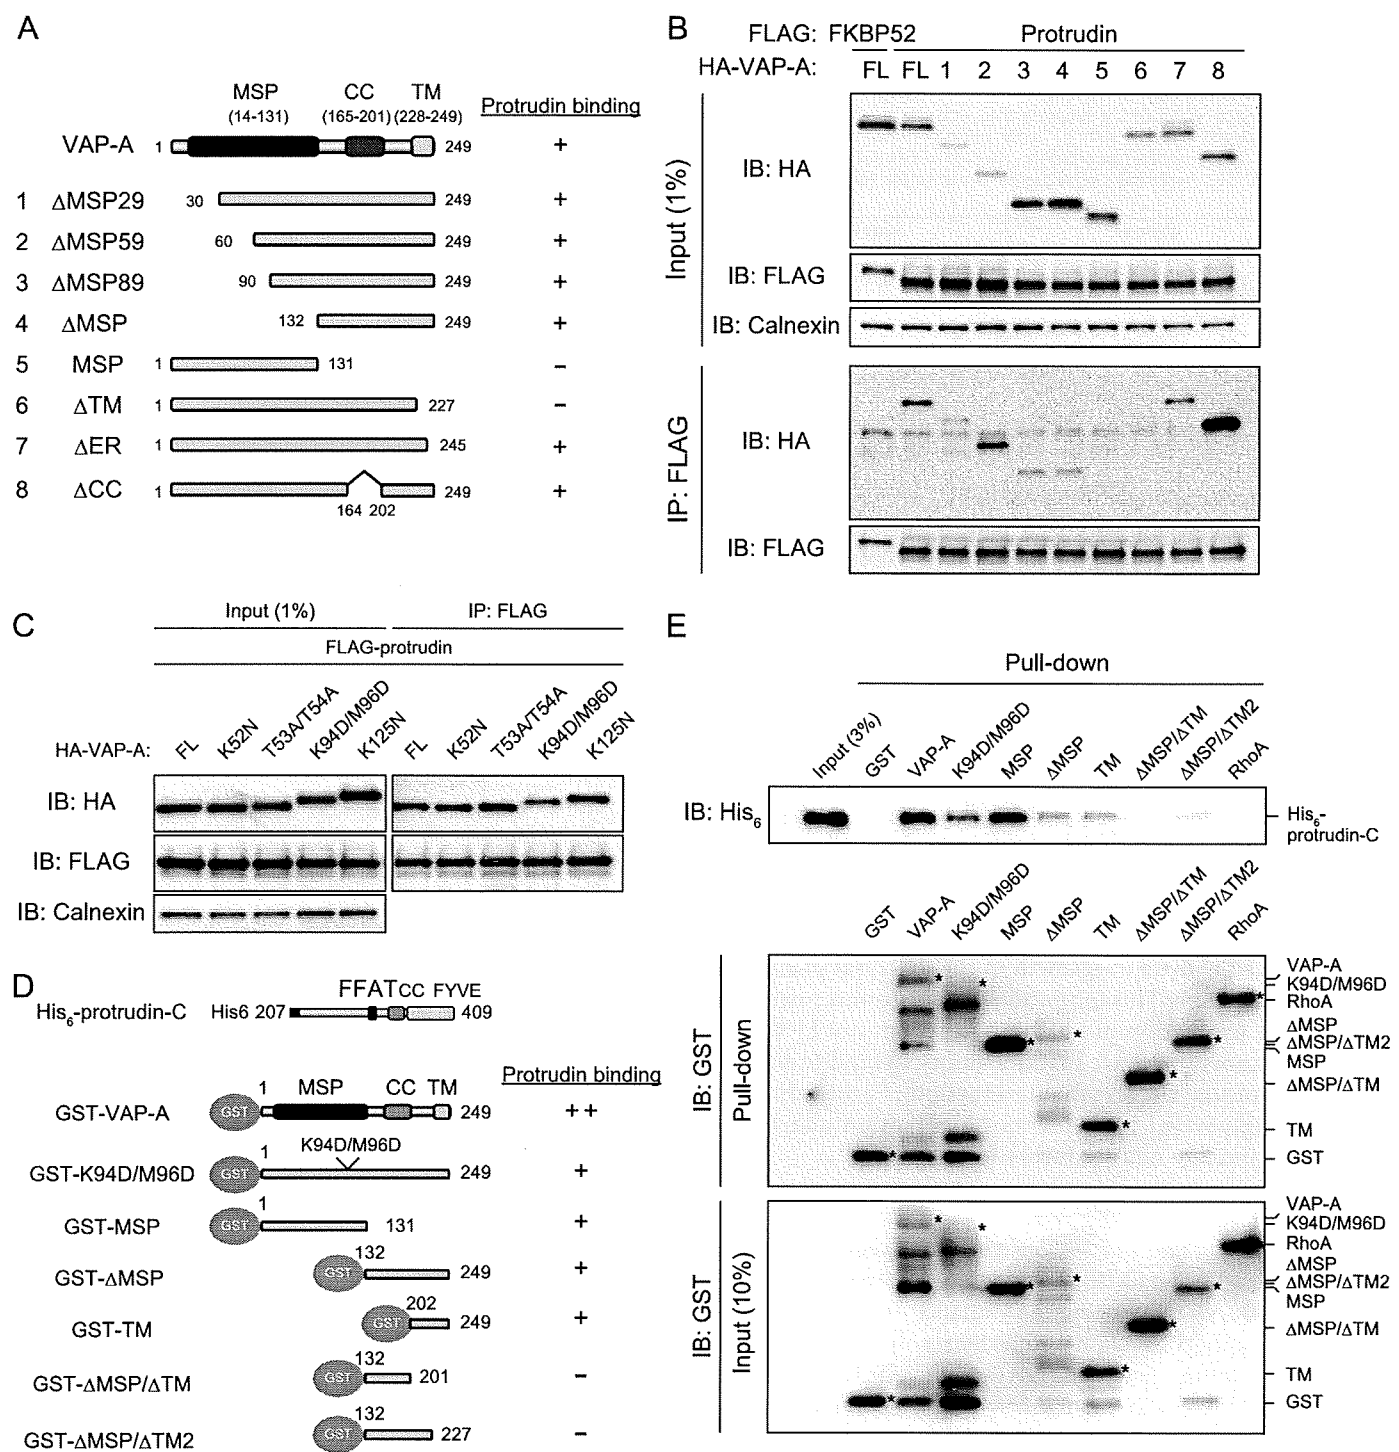 A
MSP CC TM
(14-131) (165-201) (228-249)
Protrudin binding
VAP-A 1 249 +
1 ΔMSP29 30 249 +
2 ΔMSP59 60 249 +
3 ΔMSP89 90 249 +
4 ΔMSP 132 249 +
5 MSP 1 131 –
6 ΔTM 1 227 –
7 ΔER 1 245 +
8 ΔCC 1 249 +
164 202
B
FLAG: FKBP52 Protrudin
HA-VAP-A: FL FL 1 2 3 4 5 6 7 8
Input (1%)
IB: HA
IB: FLAG
IB: Calnexin
IP: FLAG
IB: HA
IB: FLAG
C
Input (1%) IP: FLAG
FLAG-protrudin
HA-VAP-A: FL K52N T53A/T54A K94D/M96D K125N FL K52N T53A/T54A K94D/M96D K125N
IB: HA
IB: FLAG
IB: Calnexin
D
FFAT CC FYVE
His6-protrudin-C His6 207 409
Protrudin binding
1 MSP CC TM
GST-VAP-A GST 249 ++
1 K94D/M96D
GST-K94D/M96D GST 249 +
1
GST-MSP GST 131 +
132
GST-ΔMSP GST 249 +
202
GST-TM GST 249 +
132
GST-ΔMSP/ΔTM GST 201 –
132
GST-ΔMSP/ΔTM2 GST 227 –
E
Pull-down
Input (3%) GST VAP-A K94D/M96D MSP ΔMSP TM ΔMSP/ΔTM ΔMSP/ΔTM2 RhoA
IB: His6
His6-
protrudin-C
GST VAP-A K94D/M96D MSP ΔMSP TM ΔMSP/ΔTM ΔMSP/ΔTM2 RhoA
IB: GST
Pull-down
* * * * * * * * *
VAP-A
K94D/M96D
RhoA
ΔMSP
ΔMSP/ΔTM2
MSP
ΔMSP/ΔTM
TM
GST
IB: GST
Input (10%)
* * * * * * * *
VAP-A
K94D/M96D
RhoA
ΔMSP
ΔMSP/ΔTM2
MSP
ΔMSP/ΔTM
TM
GST